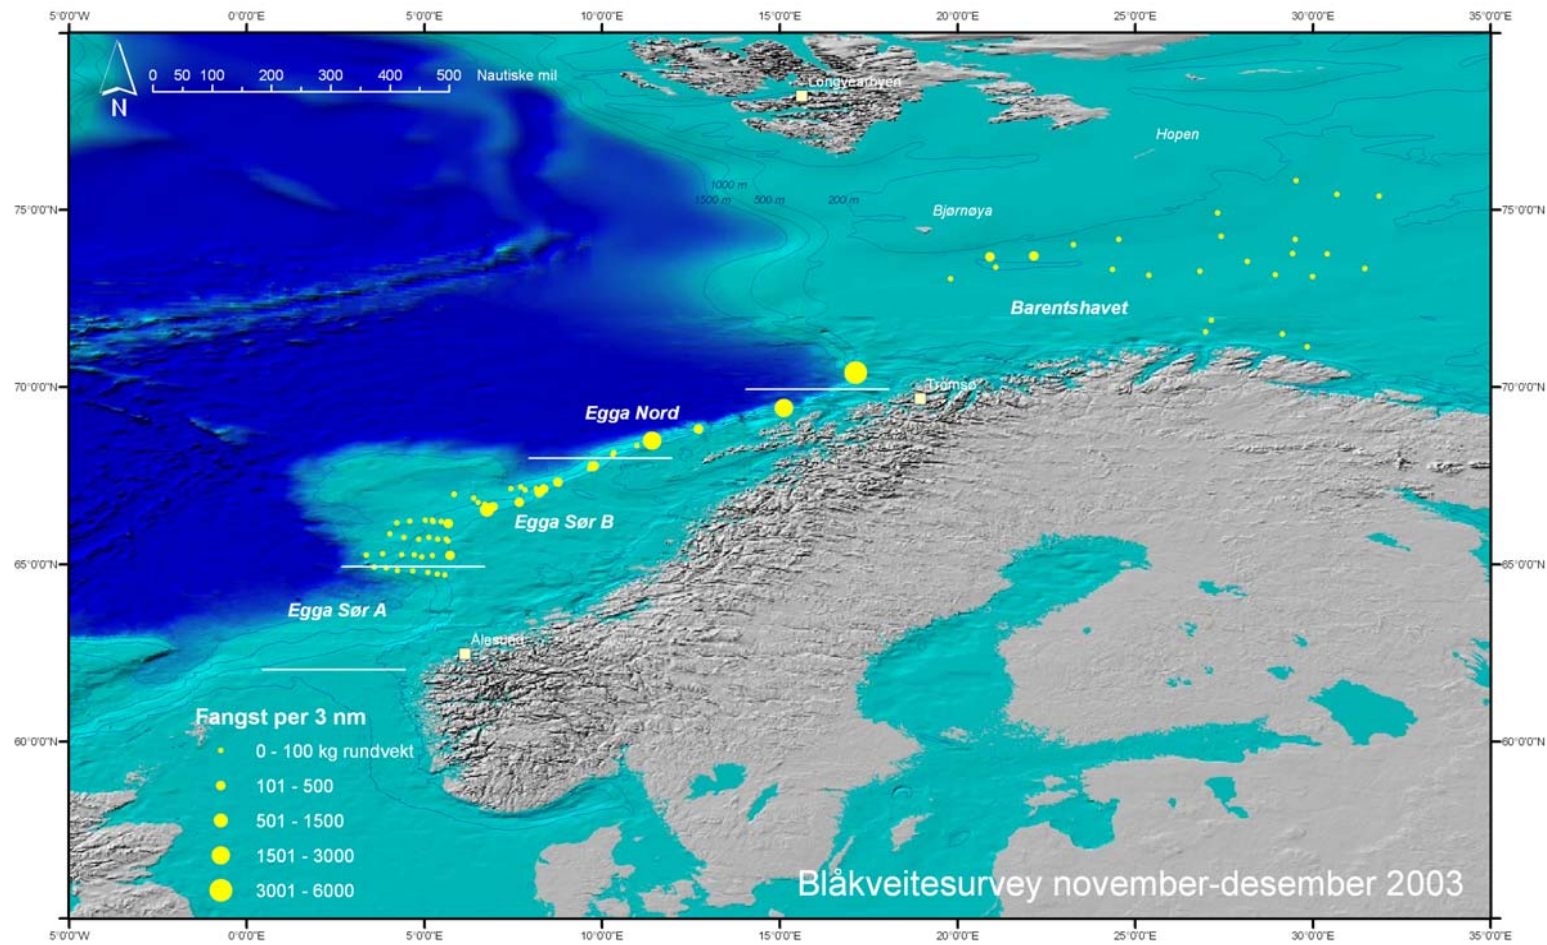 5°0'0"W 0°0'0"E 5°0'0"E 10°0'0"E 15°0'0"E 20°0'0"E 25°0'0"E 30°0'0"E 35°0'0"E
0 50 100 200 300 400 500 Nautiske mil
N
Longyearbyen
Hopen
1000 m
1500 m 500 m 200 m
75°0'0"N 75°0'0"N
Bjørnøya
Barentshavet
70°0'0"N 70°0'0"N
Tromsø
Egga Nord
Egga Sør B
65°0'0"N 65°0'0"N
Egga Sør A
Ålesund
Fangst per 3 nm
60°0'0"N 60°0'0"N
0 - 100 kg rundvekt
101 - 500
501 - 1500
1501 - 3000
3001 - 6000
Blåkveitesurvey november-desember 2003
5°0'0"W 0°0'0"E 5°0'0"E 10°0'0"E 15°0'0"E 20°0'0"E 25°0'0"E 30°0'0"E 35°0'0"E